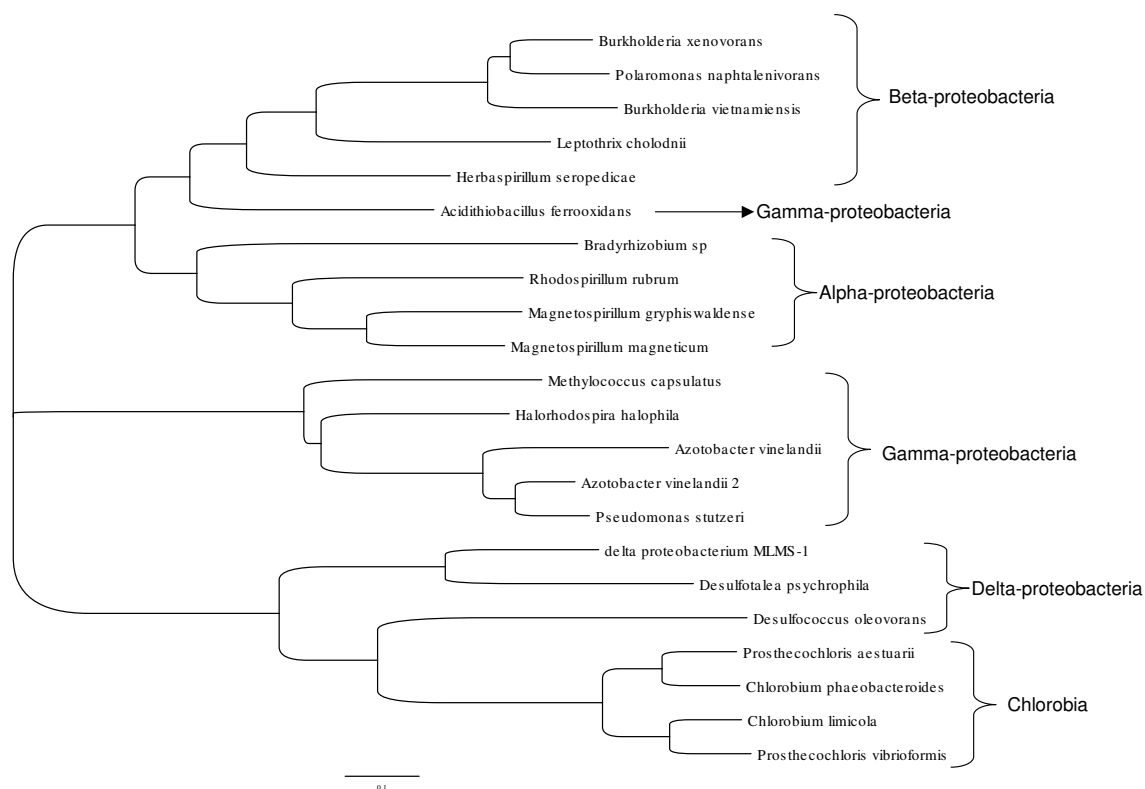 Burkholderia xenovorans
Polaromonas naphtalenivorans
Burkholderia vietnamiensis
Beta-proteobacteria
Leptothrix cholodnii
Herbaspirillum seropedicae
Acidithiobacillus ferrooxidans
Gamma-proteobacteria
Bradyrhizobium sp
Rhodospirillum rubrum
Alpha-proteobacteria
Magnetospirillum gryphiswaldense
Magnetospirillum magneticum
Methylococcus capsulatus
Halorhodospira halophila
Azotobacter vinelandii
Gamma-proteobacteria
Azotobacter vinelandii 2
Pseudomonas stutzeri
delta proteobacterium MLMS-1
Desulfotalea psychrophila
Delta-proteobacteria
Desulfococcus oleovorans
Prosthecochloris aestuarii
Chlorobium phaeobacteroides
Chlorobia
Chlorobium limicola
Prosthecochloris vibrioformis
0.1